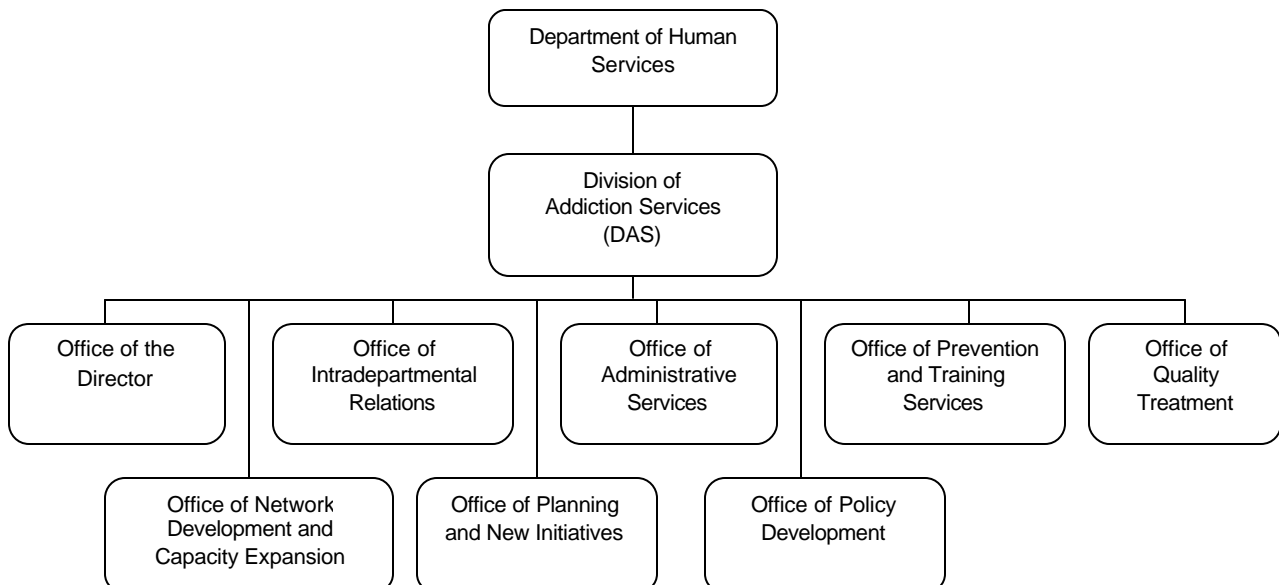 Department of Human
Services
Division of
Addiction Services
(DAS)
Office of the
Director
Office of
Intradepartmental
Relations
Office of
Administrative
Services
Office of Prevention
and Training
Services
Office of
Quality
Treatment
Office of Network
Development and
Capacity Expansion
Office of Planning
and New Initiatives
Office of Policy
Development